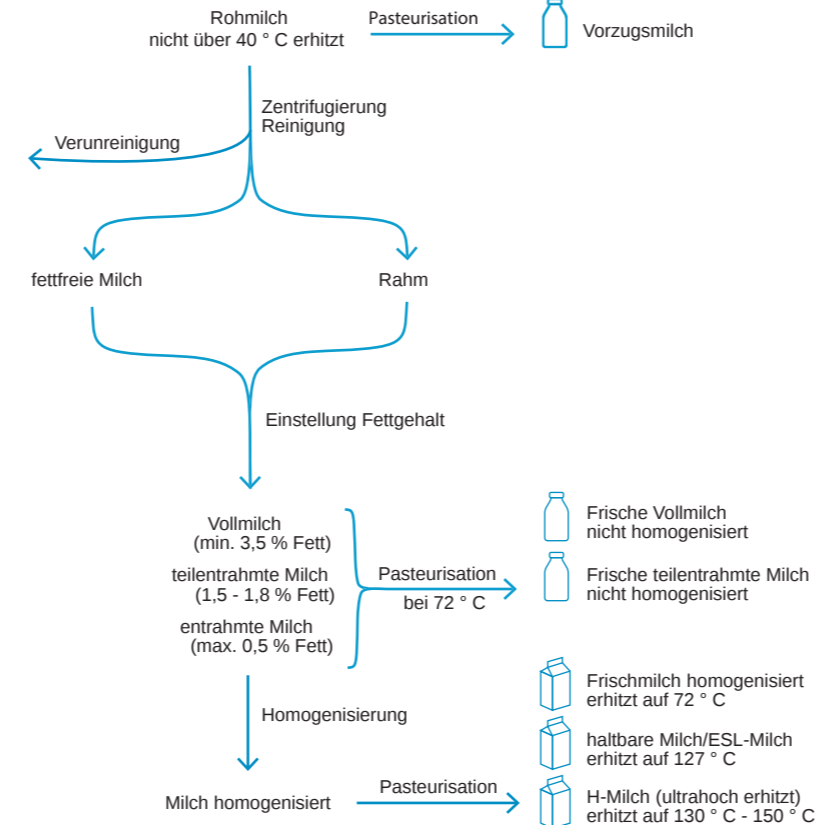 Rohmilch
nicht über 40 ° C erhitzt
Pasteurisation
Vorzugsmilch
Zentrifugierung
Reinigung
Verunreinigung
fettfreie Milch
Rahm
Einstellung Fettgehalt
Vollmilch
(min. 3,5 % Fett)
teilentrahmte Milch
(1,5 - 1,8 % Fett)
entrahmte Milch
(max. 0,5 % Fett)
Pasteurisation
bei 72 ° C
Frische Vollmilch
nicht homogenisiert
Frische teilentrahmte Milch
nicht homogenisiert
Homogenisierung
Milch homogenisiert
Pasteurisation
Frischmilch homogenisiert
erhitzt auf 72 ° C
haltbare Milch/ESL-Milch
erhitzt auf 127 ° C
H-Milch (ultrahoch erhitzt)
erhitzt auf 130 ° C - 150 ° C